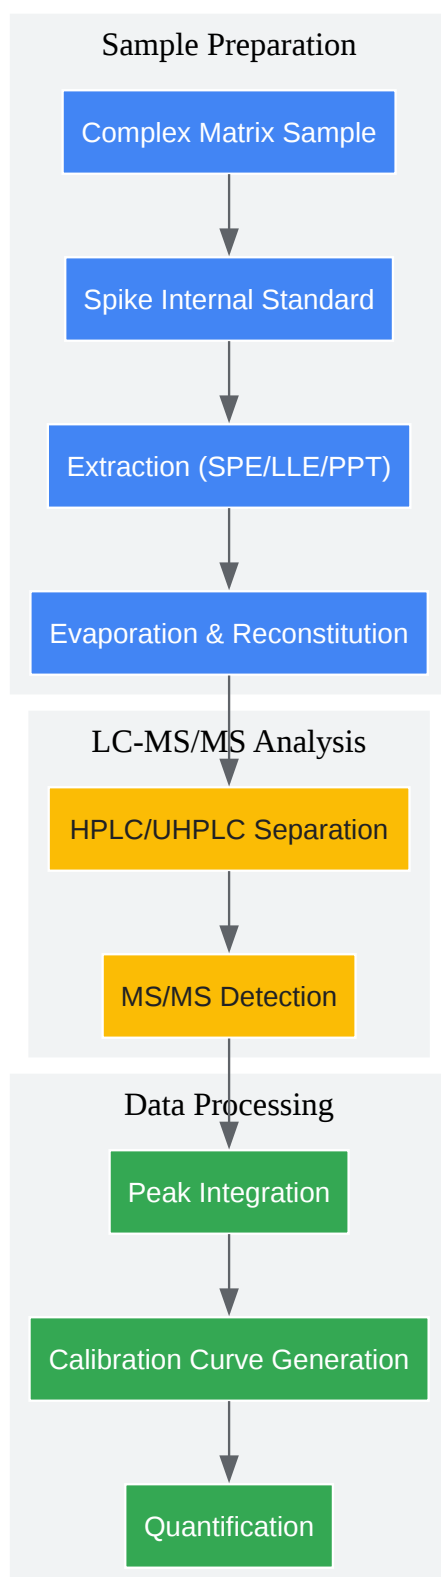 Sample Preparation
Complex Matrix Sample
Spike Internal Standard
Extraction (SPE/LLE/PPT)
Evaporation & Reconstitution
LC-MS/MS Analysis
HPLC/UHPLC Separation
MS/MS Detection
Data Processing
Peak Integration
Calibration Curve Generation
Quantification